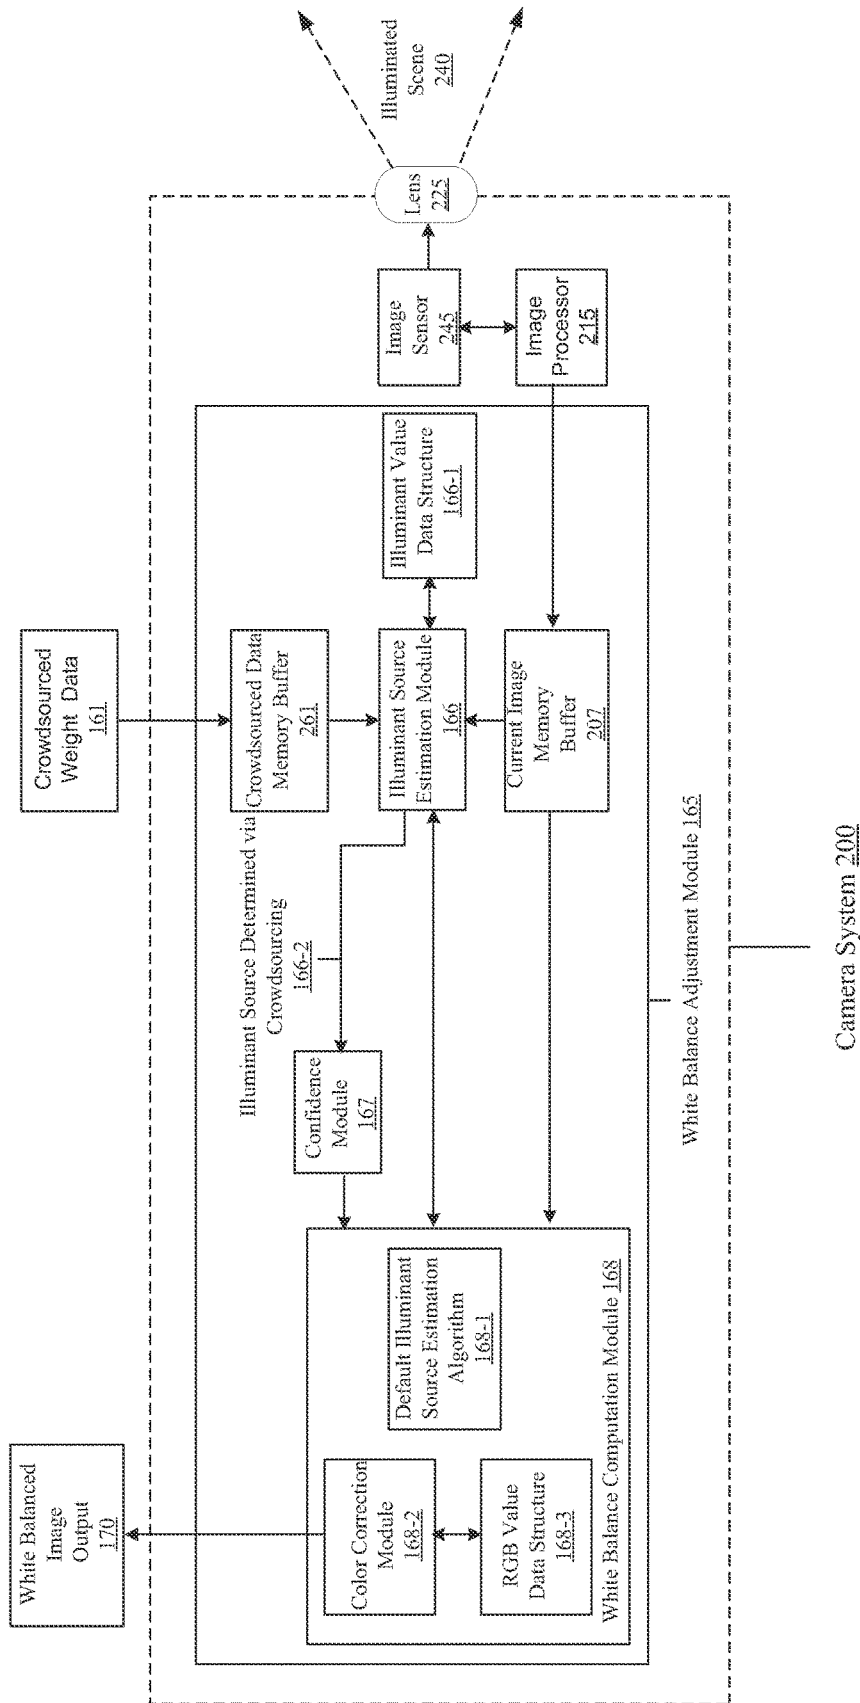 White Balanced
Image
Output
170
Crowdsourced
Weight Data
161
Illuminated
Scene
240
Color Correction
Module
168-2
RGB Value
Data Structure
168-3
Default Illuminant
Source Estimation
Algorithm
168-1
White Balance Computation Module 168
Confidence
Module
167
Illuminant Source Determined via
Crowdsourcing
166-2
Crowdsourced Data
Memory Buffer
261
Illuminant Source
Estimation Module
166
Current Image
Memory
Buffer
207
Illuminant Value
Data Structure
166-1
Image
Sensor
245
Image
Processor
215
Lens
225
White Balance Adjustment Module 165
Camera System 200